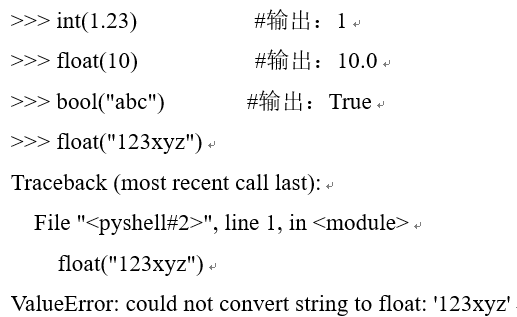 >>> int(1.23) #输出：1
>>> float(10) #输出：10.0
>>> bool("abc") #输出：True
>>> float("123xyz")
Traceback (most recent call last):
File "<pyshell#2>", line 1, in <module>
float("123xyz")
ValueError: could not convert string to float: '123xyz'